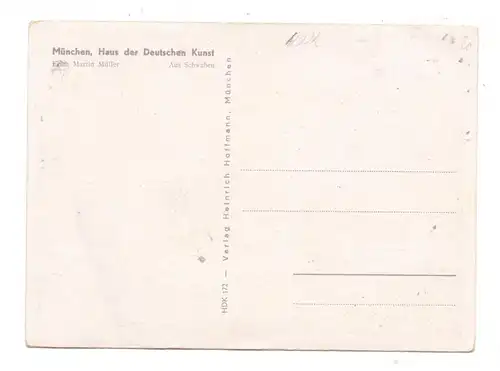 München, Haus der Deutschen Kunst
Martin Müller Aus Schwaben
HDK 172 — Verlag Heinrich Hoffmann, München